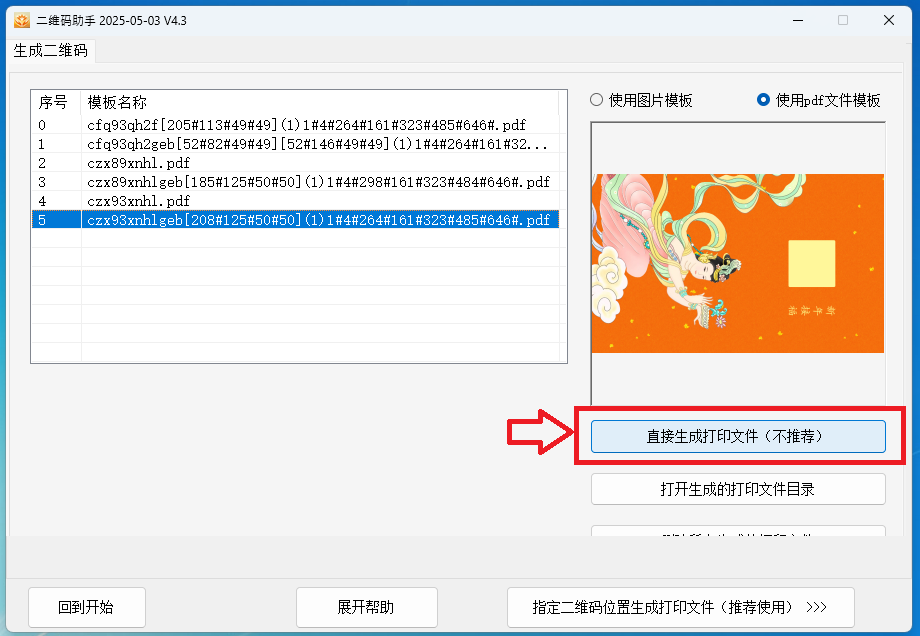 二维码助手 2025-05-03 V4.3
生成二维码
序号 模板名称
0 cfq93qh2f[205#113#49#49](1)1#4#264#161#323#485#646#.pdf
1 cfq93qh2geb[52#82#49#49][52#146#49#49](1)1#4#264#161#32...
2 czx89xnhl.pdf
3 czx89xnhlgeb[185#125#50#50](1)1#4#298#161#323#484#646#.pdf
4 czx93xnhl.pdf
5 czx93xnhlgeb[208#125#50#50](1)1#4#264#161#323#485#646#.pdf
使用图片模板 使用pdf文件模板
新年接福
直接生成打印文件（不推荐）
打开生成的打印文件目录
回到开始 展开帮助 指定二维码位置生成打印文件（推荐使用） >>>